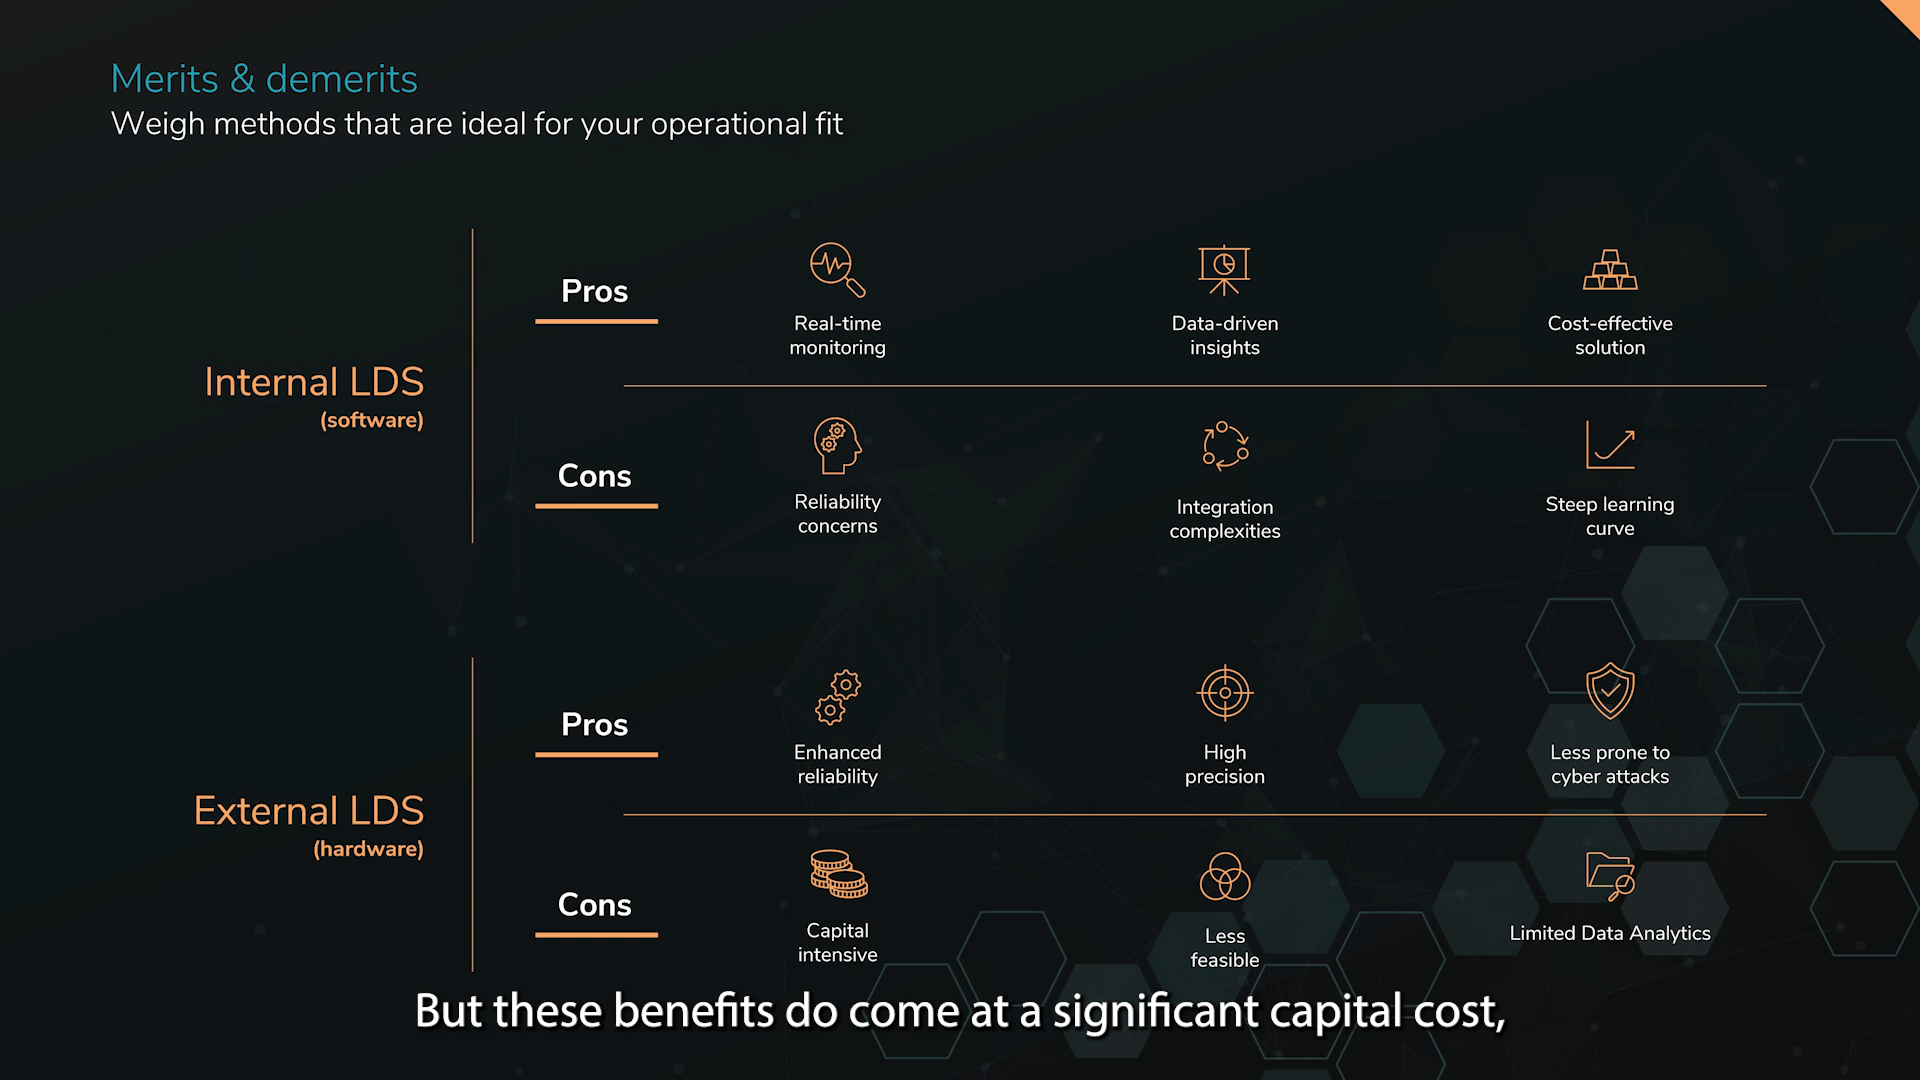 Merits & demerits
Weigh methods that are ideal for your operational fit
Internal LDS
(software)
Pros
Real-time
monitoring
Data-driven
insights
Cost-effective
solution
Cons
Reliability
concerns
Integration
complexities
Steep learning
curve
External LDS
(hardware)
Pros
Enhanced
reliability
High
precision
Less prone to
cyber attacks
Cons
Capital
intensive
Less
feasible
Limited Data Analytics
But these benefits do come at a significant capital cost,